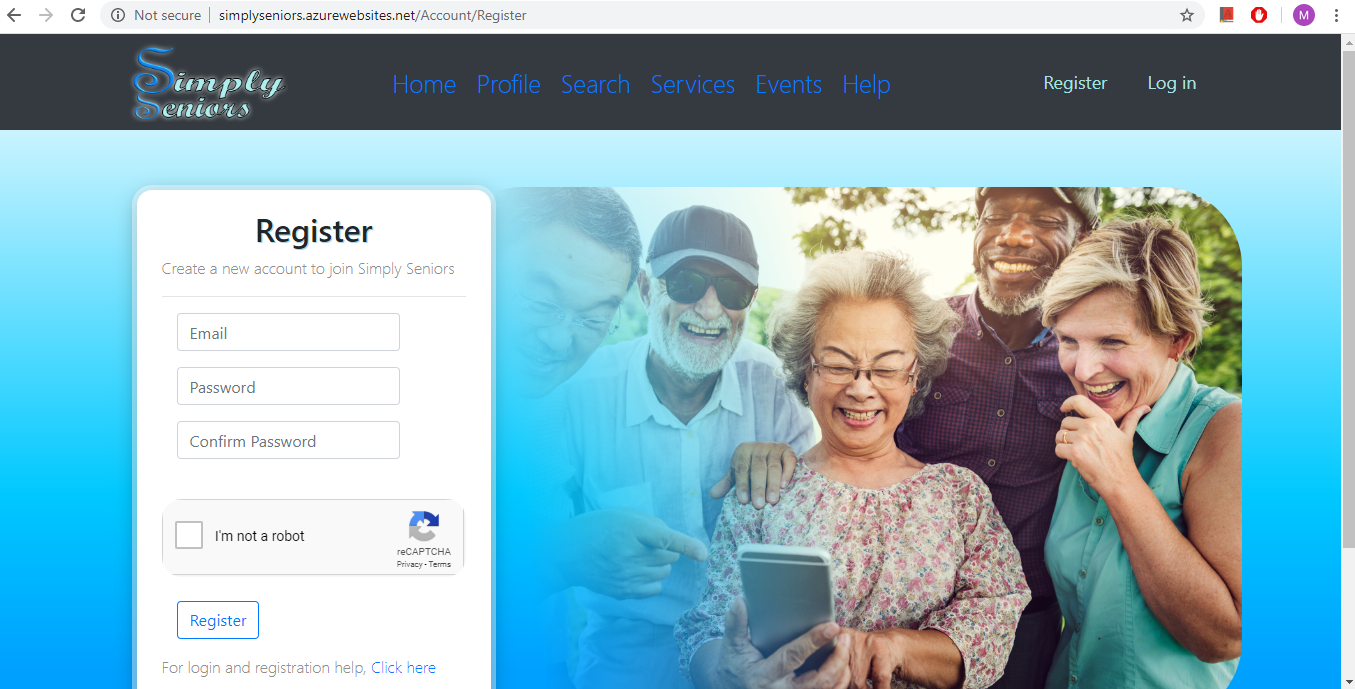 Not secure | simplyseniors.azurewebsites.net/Account/Register
M
Simply
Seniors
Home Profile Search Services Events Help
Register Log in
Register
Create a new account to join Simply Seniors
Email
Password
Confirm Password
I'm not a robot
reCAPTCHA
Privacy - Terms
Register
For login and registration help, Click here